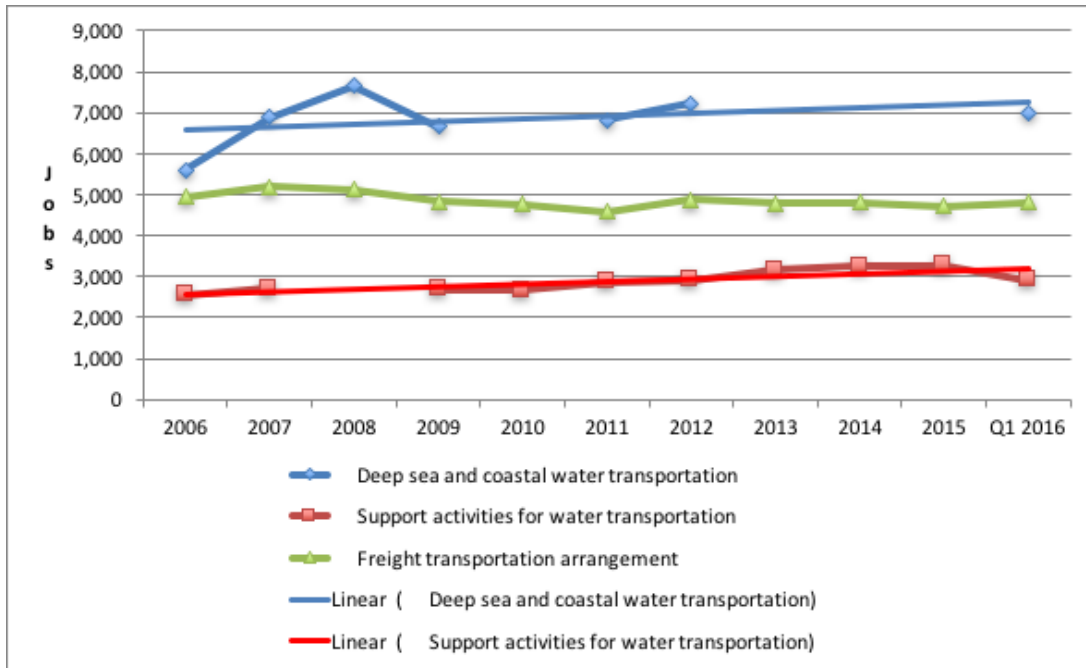 9,000
8,000
7,000
6,000
5,000
4,000
3,000
2,000
1,000
0
Jobs
2006 2007 2008 2009 2010 2011 2012 2013 2014 2015 Q1 2016
Deep sea and coastal water transportation
Support activities for water transportation
Freight transportation arrangement
Linear ( Deep sea and coastal water transportation)
Linear ( Support activities for water transportation)